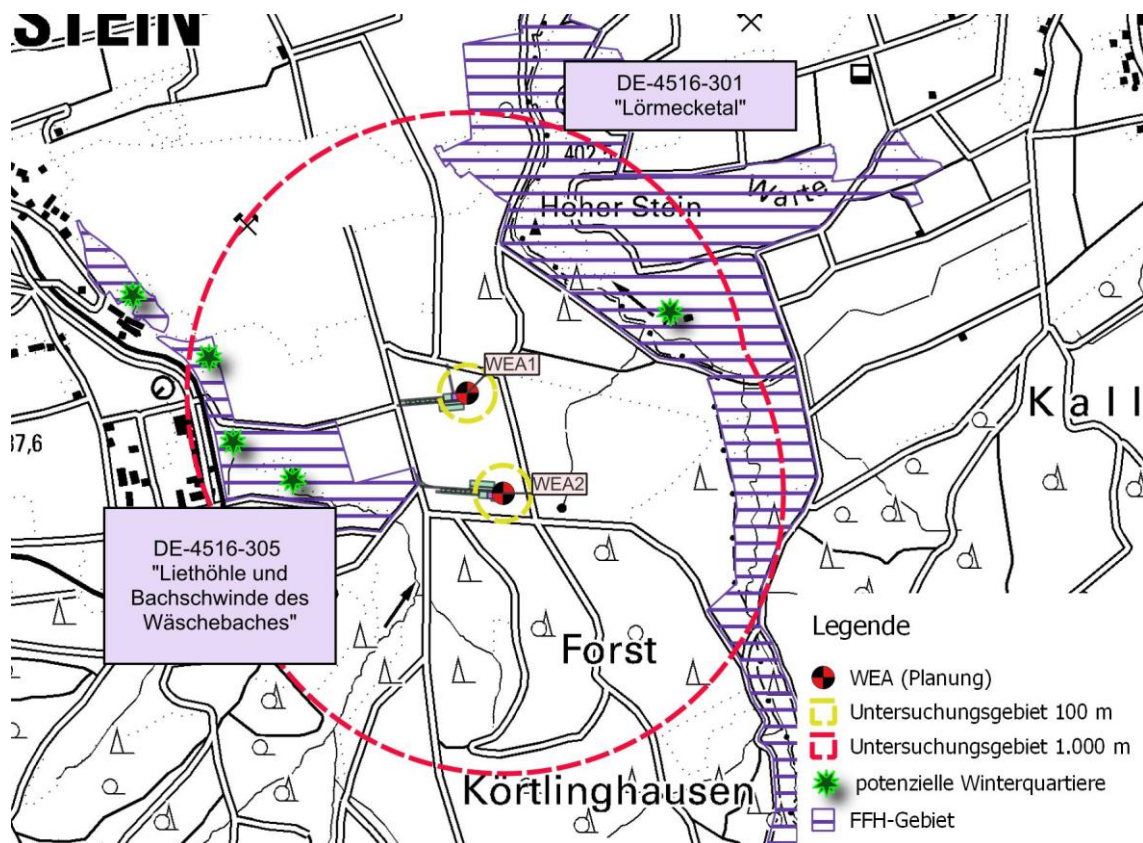 STEIN
DE-4516-301
"Lörmecketal"
402,
Warte
Hoher Stein
WEA1
Kall
37,6
WEA2
DE-4516-305
"Liethöhle und
Bachschwinde des
Wäschebaches"
Forst
Körtlinghausen
Legende
WEA (Planung)
Untersuchungsgebiet 100 m
Untersuchungsgebiet 1.000 m
potenzielle Winterquartiere
FFH-Gebiet